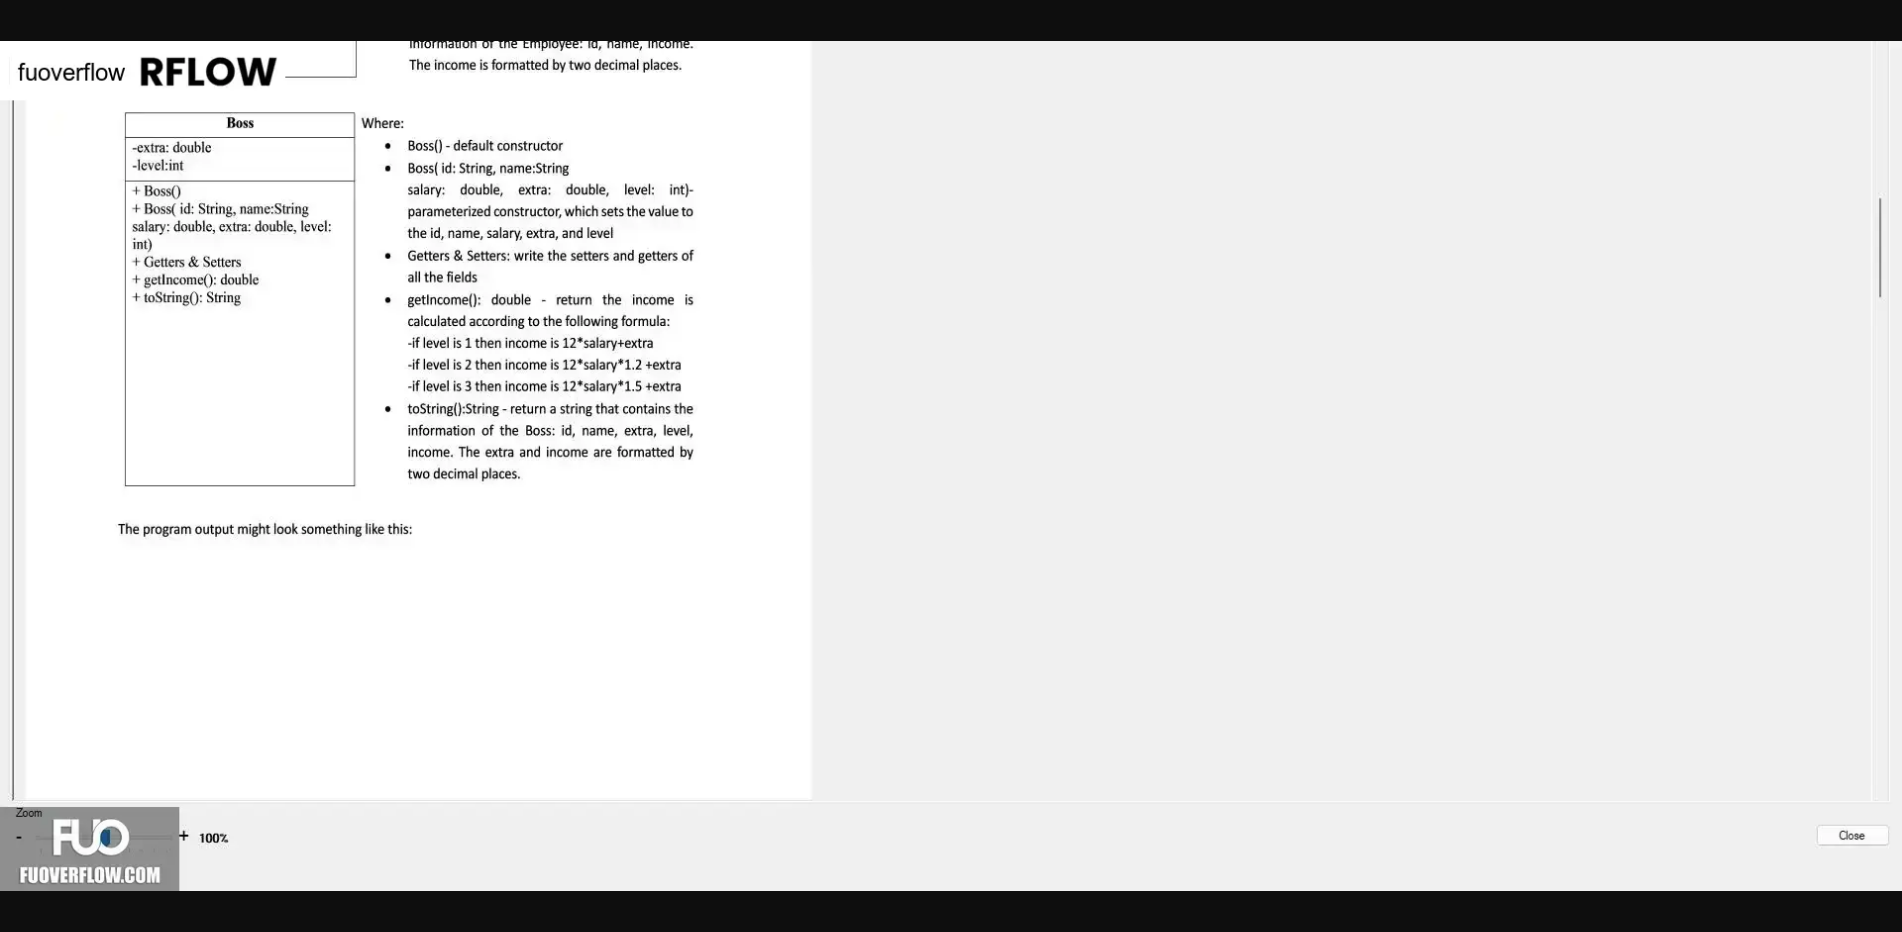 Information of the Employee: id, name, income.
The income is formatted by two decimal places.
fuoverflow RFLOW
Boss
-extra: double
-level:int
+ Boss()
+ Boss( id: String, name:String
salary: double, extra: double, level:
int)
+ Getters & Setters
+ getIncome(): double
+ toString(): String
Where:
• Boss() - default constructor
• Boss( id: String, name:String
salary: double, extra: double, level: int)-
parameterized constructor, which sets the value to
the id, name, salary, extra, and level
• Getters & Setters: write the setters and getters of
all the fields
• getIncome(): double - return the income is
calculated according to the following formula:
-if level is 1 then income is 12*salary+extra
-if level is 2 then income is 12*salary*1.2 +extra
-if level is 3 then income is 12*salary*1.5 +extra
• toString():String - return a string that contains the
information of the Boss: id, name, extra, level,
income. The extra and income are formatted by
two decimal places.
The program output might look something like this:
Zoom
- + 100%
FUO
FUOVERFLOW.COM
Close